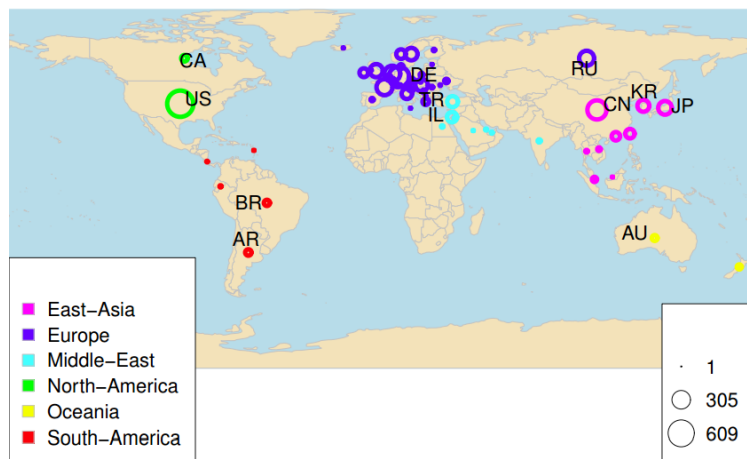 CA
US
DE
RU
TR
IL
CN
KR
JP
BR
AR
AU
East−Asia
Europe
Middle−East
North−America
Oceania
South−America
1
305
609